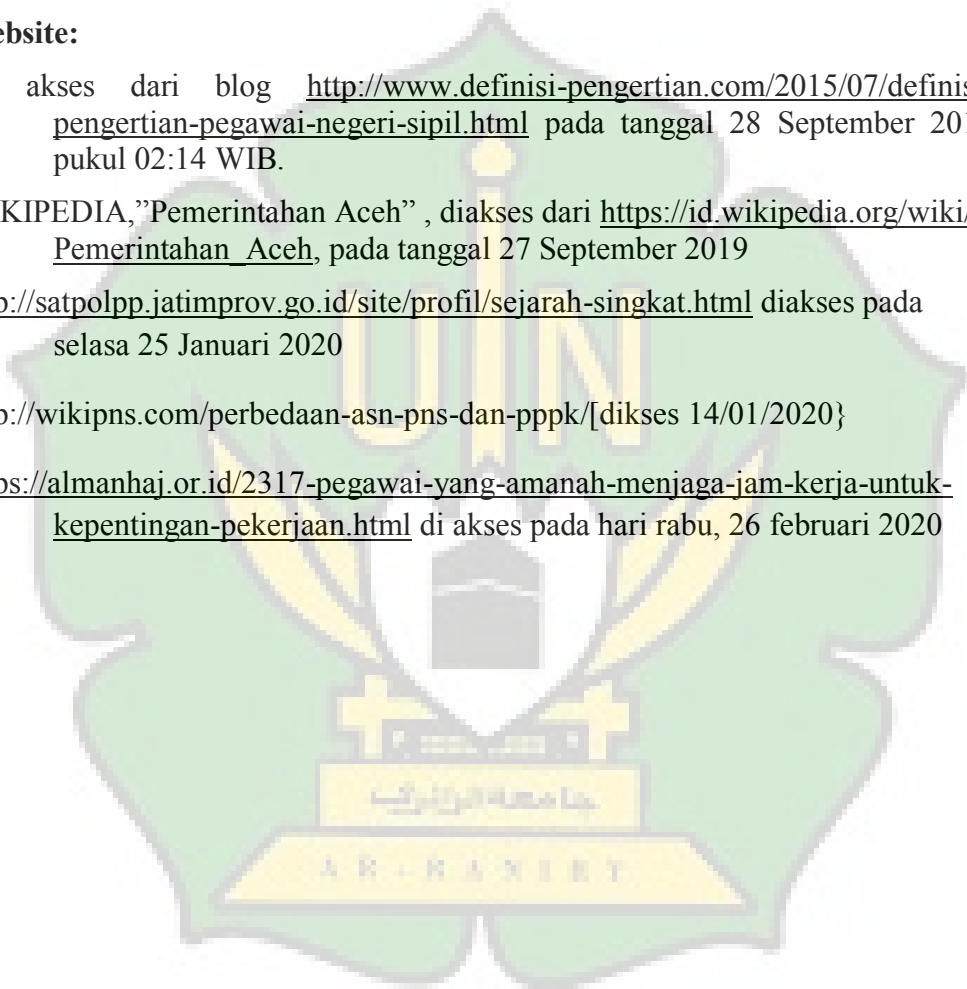 ebsite:
akses dari blog http://www.definisi-pengertian.com/2015/07/definis
pengertian-pegawai-negeri-sipil.html pada tanggal 28 September 201
pukul 02:14 WIB.
KIPEDIA,”Pemerintahan Aceh” , diakses dari https://id.wikipedia.org/wiki/
Pemerintahan_Aceh, pada tanggal 27 September 2019
p://satpolpp.jatimprov.go.id/site/profil/sejarah-singkat.html diakses pada
selasa 25 Januari 2020
p://wikipns.com/perbedaan-asn-pns-dan-pppk/[dikses 14/01/2020}
ps://almanhaj.or.id/2317-pegawai-yang-amanah-menjaga-jam-kerja-untuk-
kepentingan-pekerjaan.html di akses pada hari rabu, 26 februari 2020
UIN
جامعة الرانيري
AR-RANIRY